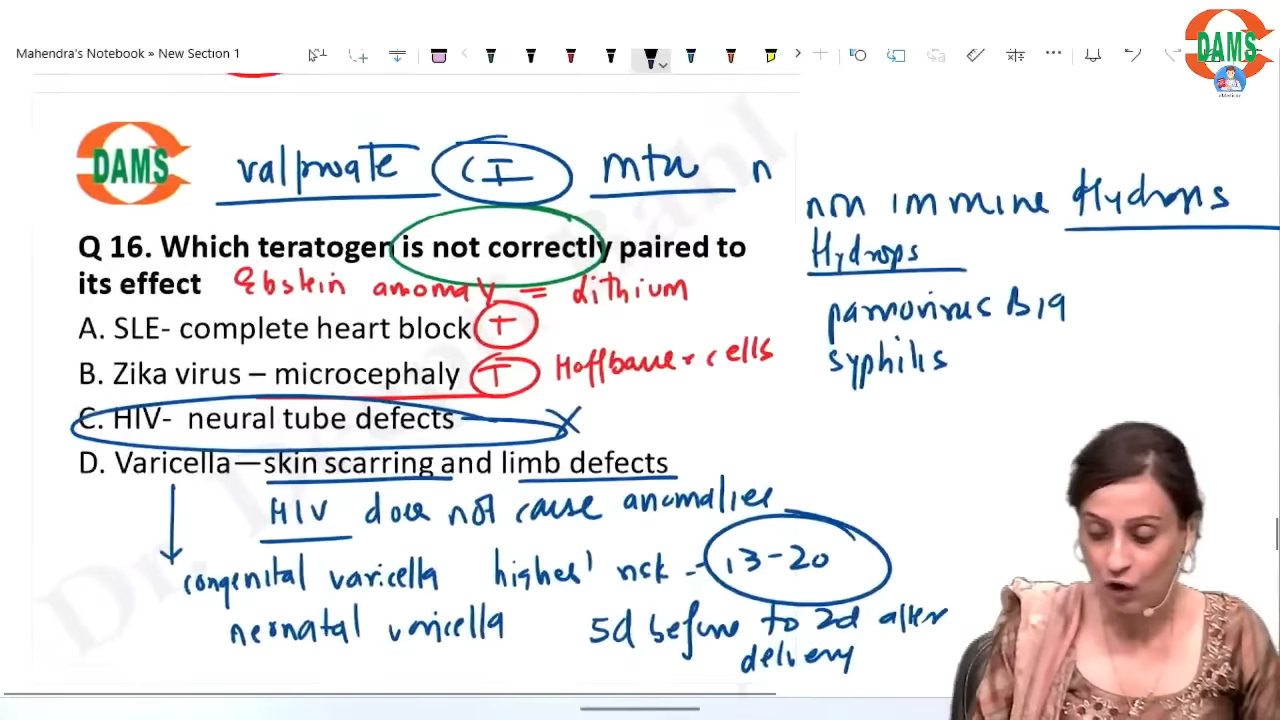 Mahendra's Notebook » New Section 1
DAMS
DAMS
valproate CI mtx n
Q 16. Which teratogen is not correctly paired to
its effect Ebstein anomaly = Lithium
A. SLE- complete heart block T
B. Zika virus – microcephaly T Hoffbauer cells
C. HIV- neural tube defects X
D. Varicella—skin scarring and limb defects
HIV does not cause anomalies
congenital varicella highest risk - 13-20
neonatal varicella 5d before to 2d after
delivery
non immine Hydrops
Hydrops
parvovirus B19
syphilis